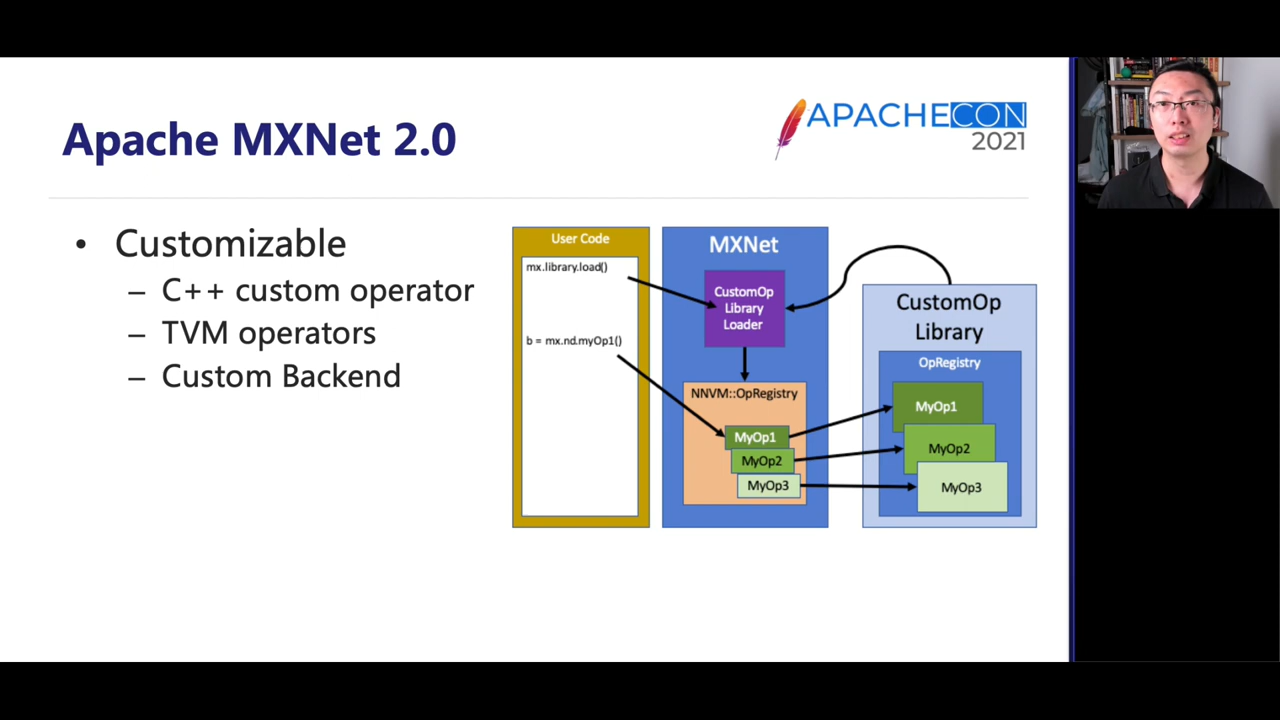 Apache MXNet 2.0
APACHECON
2021
• Customizable
– C++ custom operator
– TVM operators
– Custom Backend
User Code
mx.library.load()
b = mx.nd.myOp1()
MXNet
CustomOp
Library
Loader
NNVM::OpRegistry
MyOp1
MyOp2
MyOp3
CustomOp
Library
OpRegistry
MyOp1
MyOp2
MyOp3